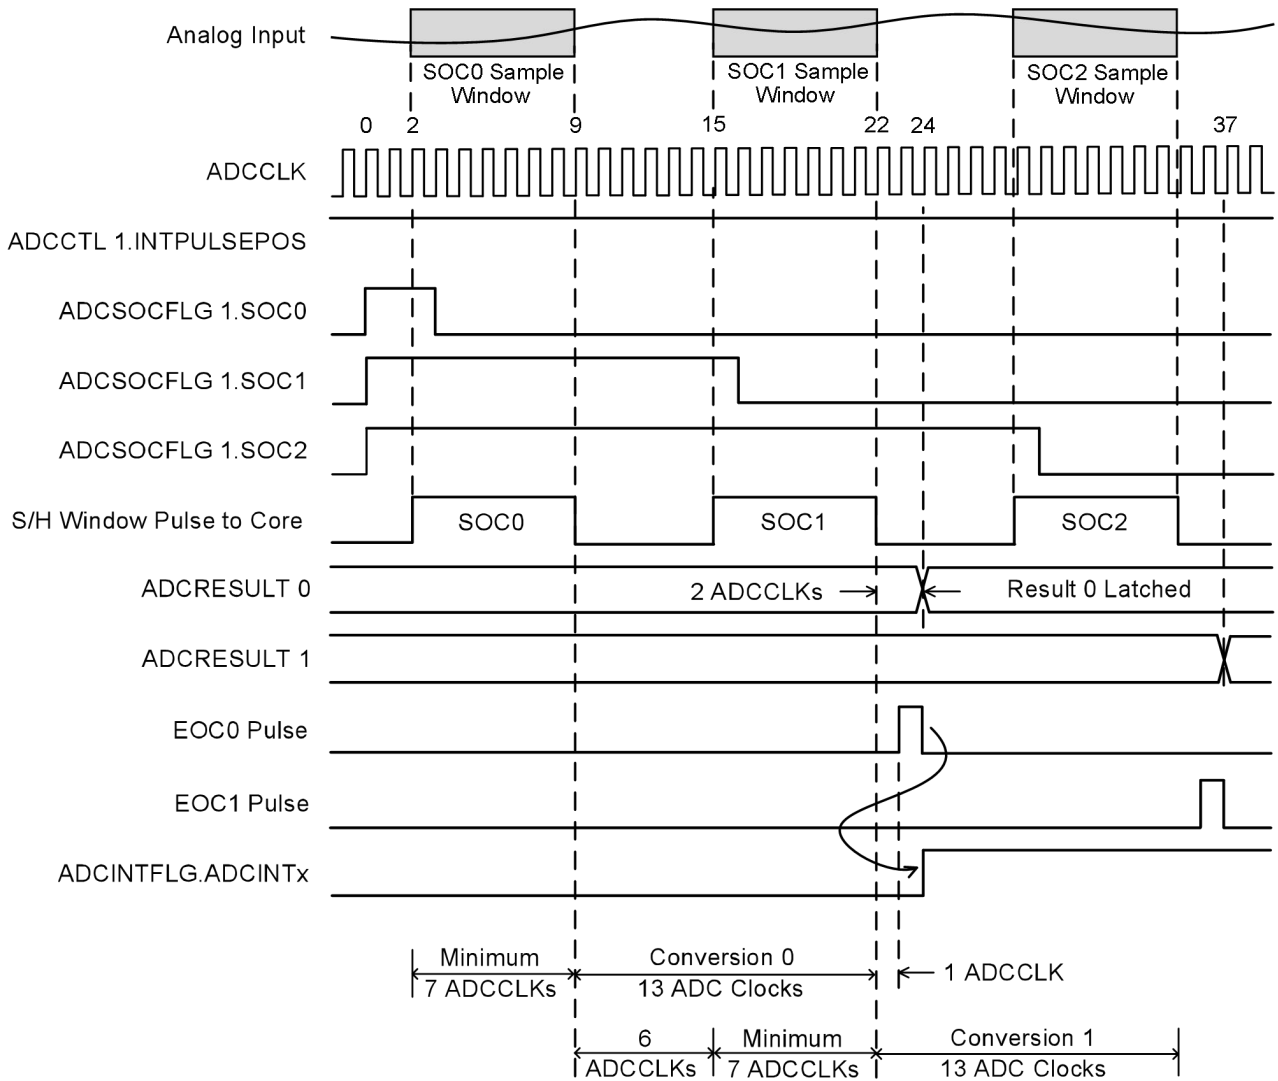 Analog Input
SOC0 Sample
Window
SOC1 Sample
Window
SOC2 Sample
Window
0 2 9 15 22 24 37
ADCCLK
ADCCTL 1.INTPULSEPOS
ADCSOCFLG 1.SOC0
ADCSOCFLG 1.SOC1
ADCSOCFLG 1.SOC2
S/H Window Pulse to Core SOC0 SOC1 SOC2
ADCRESULT 0 2 ADCCLKs Result 0 Latched
ADCRESULT 1
EOC0 Pulse
EOC1 Pulse
ADCINTFLG.ADCINTx
Minimum
7 ADCCLKs
Conversion 0
13 ADC Clocks
1 ADCCLK
6
ADCCLKs
Minimum
7 ADCCLKs
Conversion 1
13 ADC Clocks